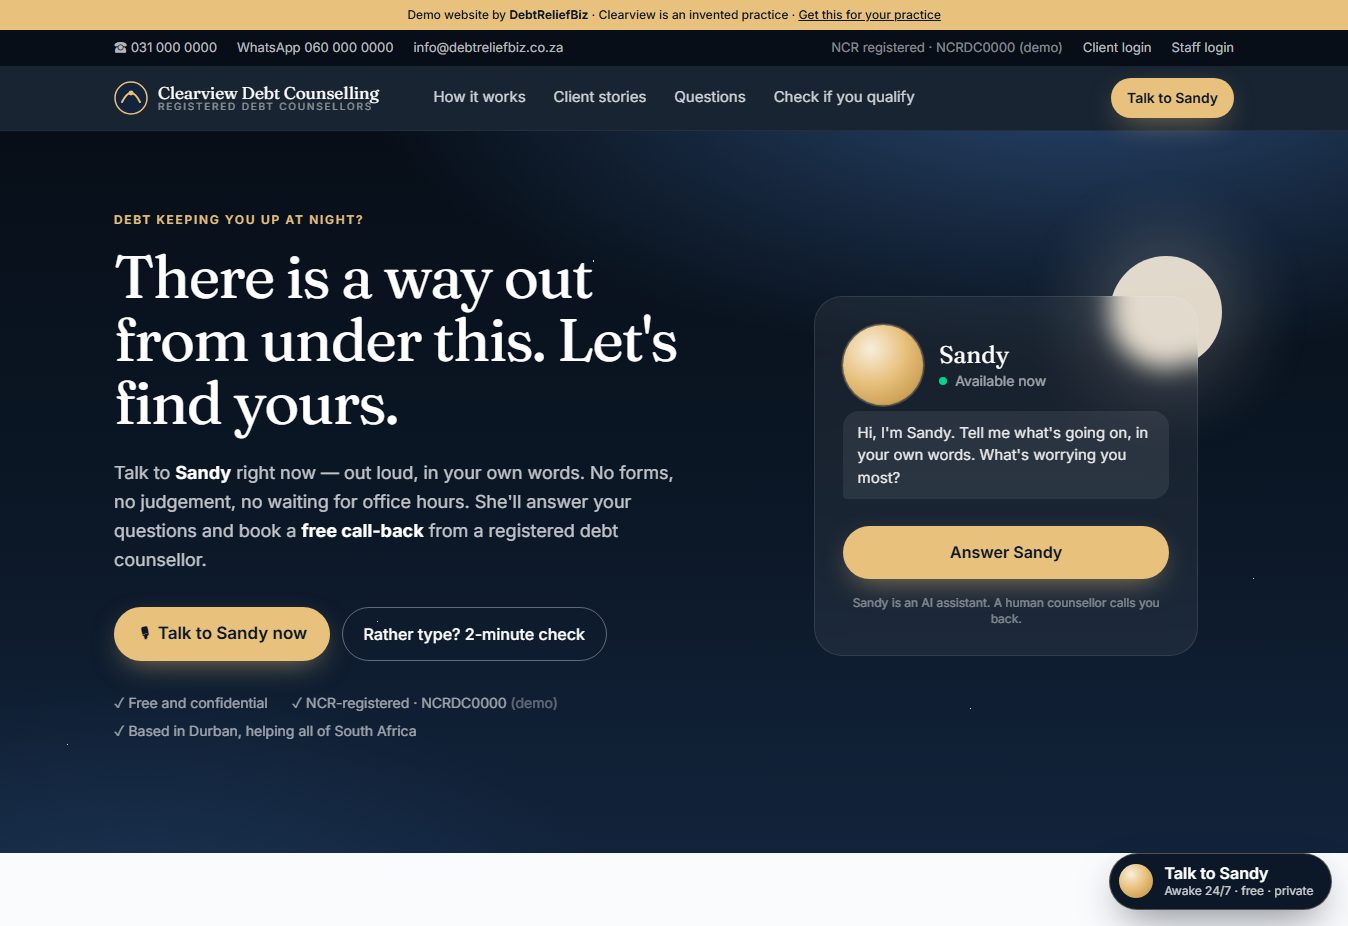 Demo website by DebtReliefBiz · Clearview is an invented practice · Get this for your practice
☎ 031 000 0000 WhatsApp 060 000 0000 info@debtreliefbiz.co.za NCR registered · NCRDC0000 (demo) Client login Staff login
Clearview Debt Counselling
REGISTERED DEBT COUNSELLORS
How it works Client stories Questions Check if you qualify Talk to Sandy
DEBT KEEPING YOU UP AT NIGHT?
There is a way out
from under this. Let's
find yours.
Talk to Sandy right now — out loud, in your own words. No forms,
no judgement, no waiting for office hours. She'll answer your
questions and book a free call-back from a registered debt
counsellor.
Talk to Sandy now Rather type? 2-minute check
✓ Free and confidential ✓ NCR-registered · NCRDC0000 (demo)
✓ Based in Durban, helping all of South Africa
Sandy
Available now
Hi, I'm Sandy. Tell me what's going on, in
your own words. What's worrying you
most?
Answer Sandy
Sandy is an AI assistant. A human counsellor calls you
back.
Talk to Sandy
Awake 24/7 · free · private